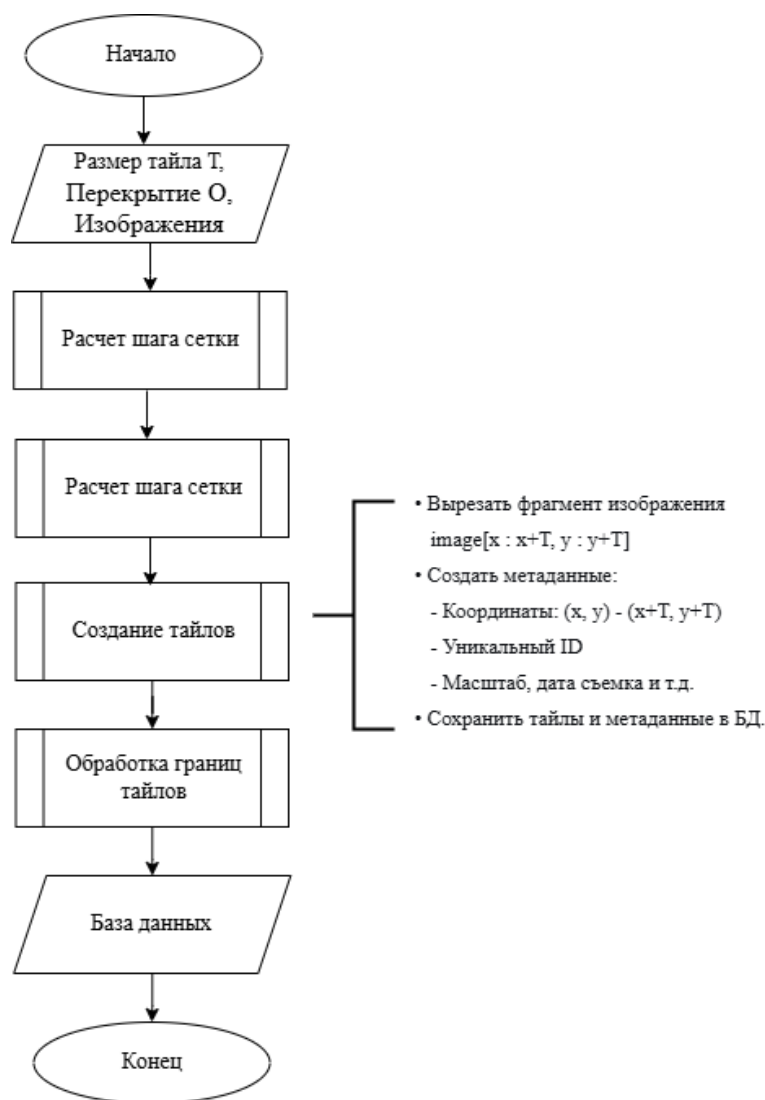 Начало
Размер тайла T,
Перекрытие O,
Изображения
Расчет шага сетки
Расчет шага сетки
Создание тайлов
• Вырезать фрагмент изображения
image[x : x+T, y : y+T]
• Создать метаданные:
- Координаты: (x, y) - (x+T, y+T)
- Уникальный ID
- Масштаб, дата съемка и т.д.
• Сохранить тайлы и метаданные в БД.
Обработка границ
тайлов
База данных
Конец